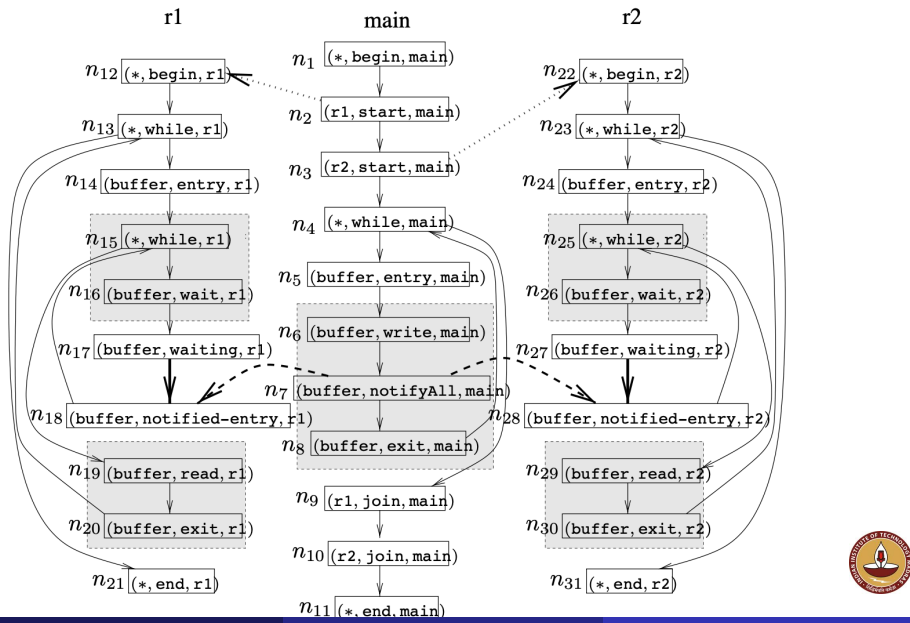 r1
main
r2
n1 (*,begin,main)
n12 (*,begin,r1)
n22 (*,begin,r2)
n2 (r1,start,main)
n13 (*,while,r1)
n23 (*,while,r2)
n3 (r2,start,main)
n14 (buffer,entry,r1)
n24 (buffer,entry,r2)
n4 (*,while,main)
n15 (*,while,r1)
n25 (*,while,r2)
n5 (buffer,entry,main)
n16 (buffer,wait,r1)
n26 (buffer,wait,r2)
n6 (buffer,write,main)
n17 (buffer,waiting,r1)
n27 (buffer,waiting,r2)
n7 (buffer,notifyAll,main)
n18 (buffer,notified-entry,r1)
n28 (buffer,notified-entry,r2)
n8 (buffer,exit,main)
n19 (buffer,read,r1)
n29 (buffer,read,r2)
n9 (r1,join,main)
n20 (buffer,exit,r1)
n30 (buffer,exit,r2)
n10 (r2,join,main)
n21 (*,end,r1)
n31 (*,end,r2)
n11 (*,end,main)